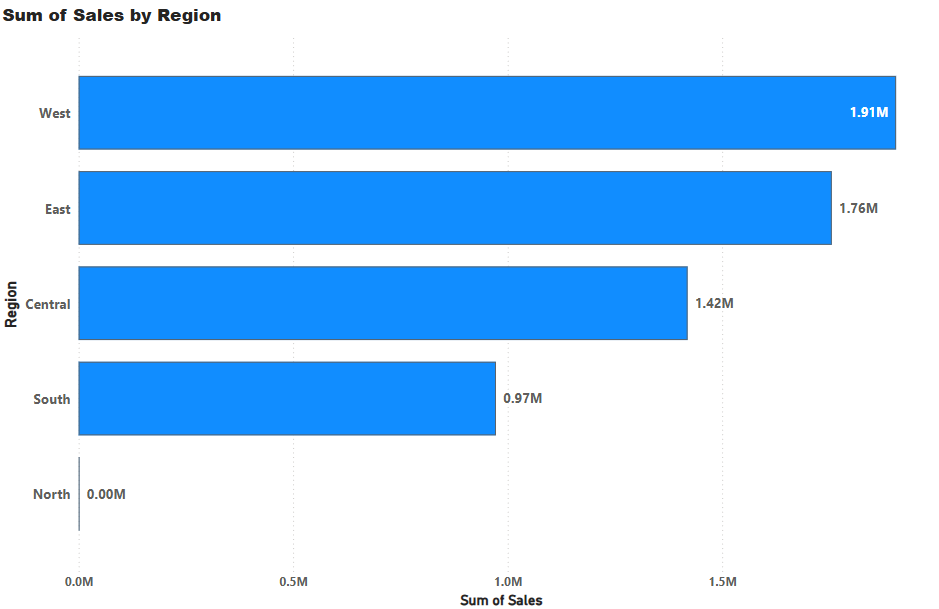 Sum of Sales by Region
West
1.91M
East
1.76M
Region
Central
1.42M
South
0.97M
North
0.00M
0.0M 0.5M 1.0M 1.5M
Sum of Sales